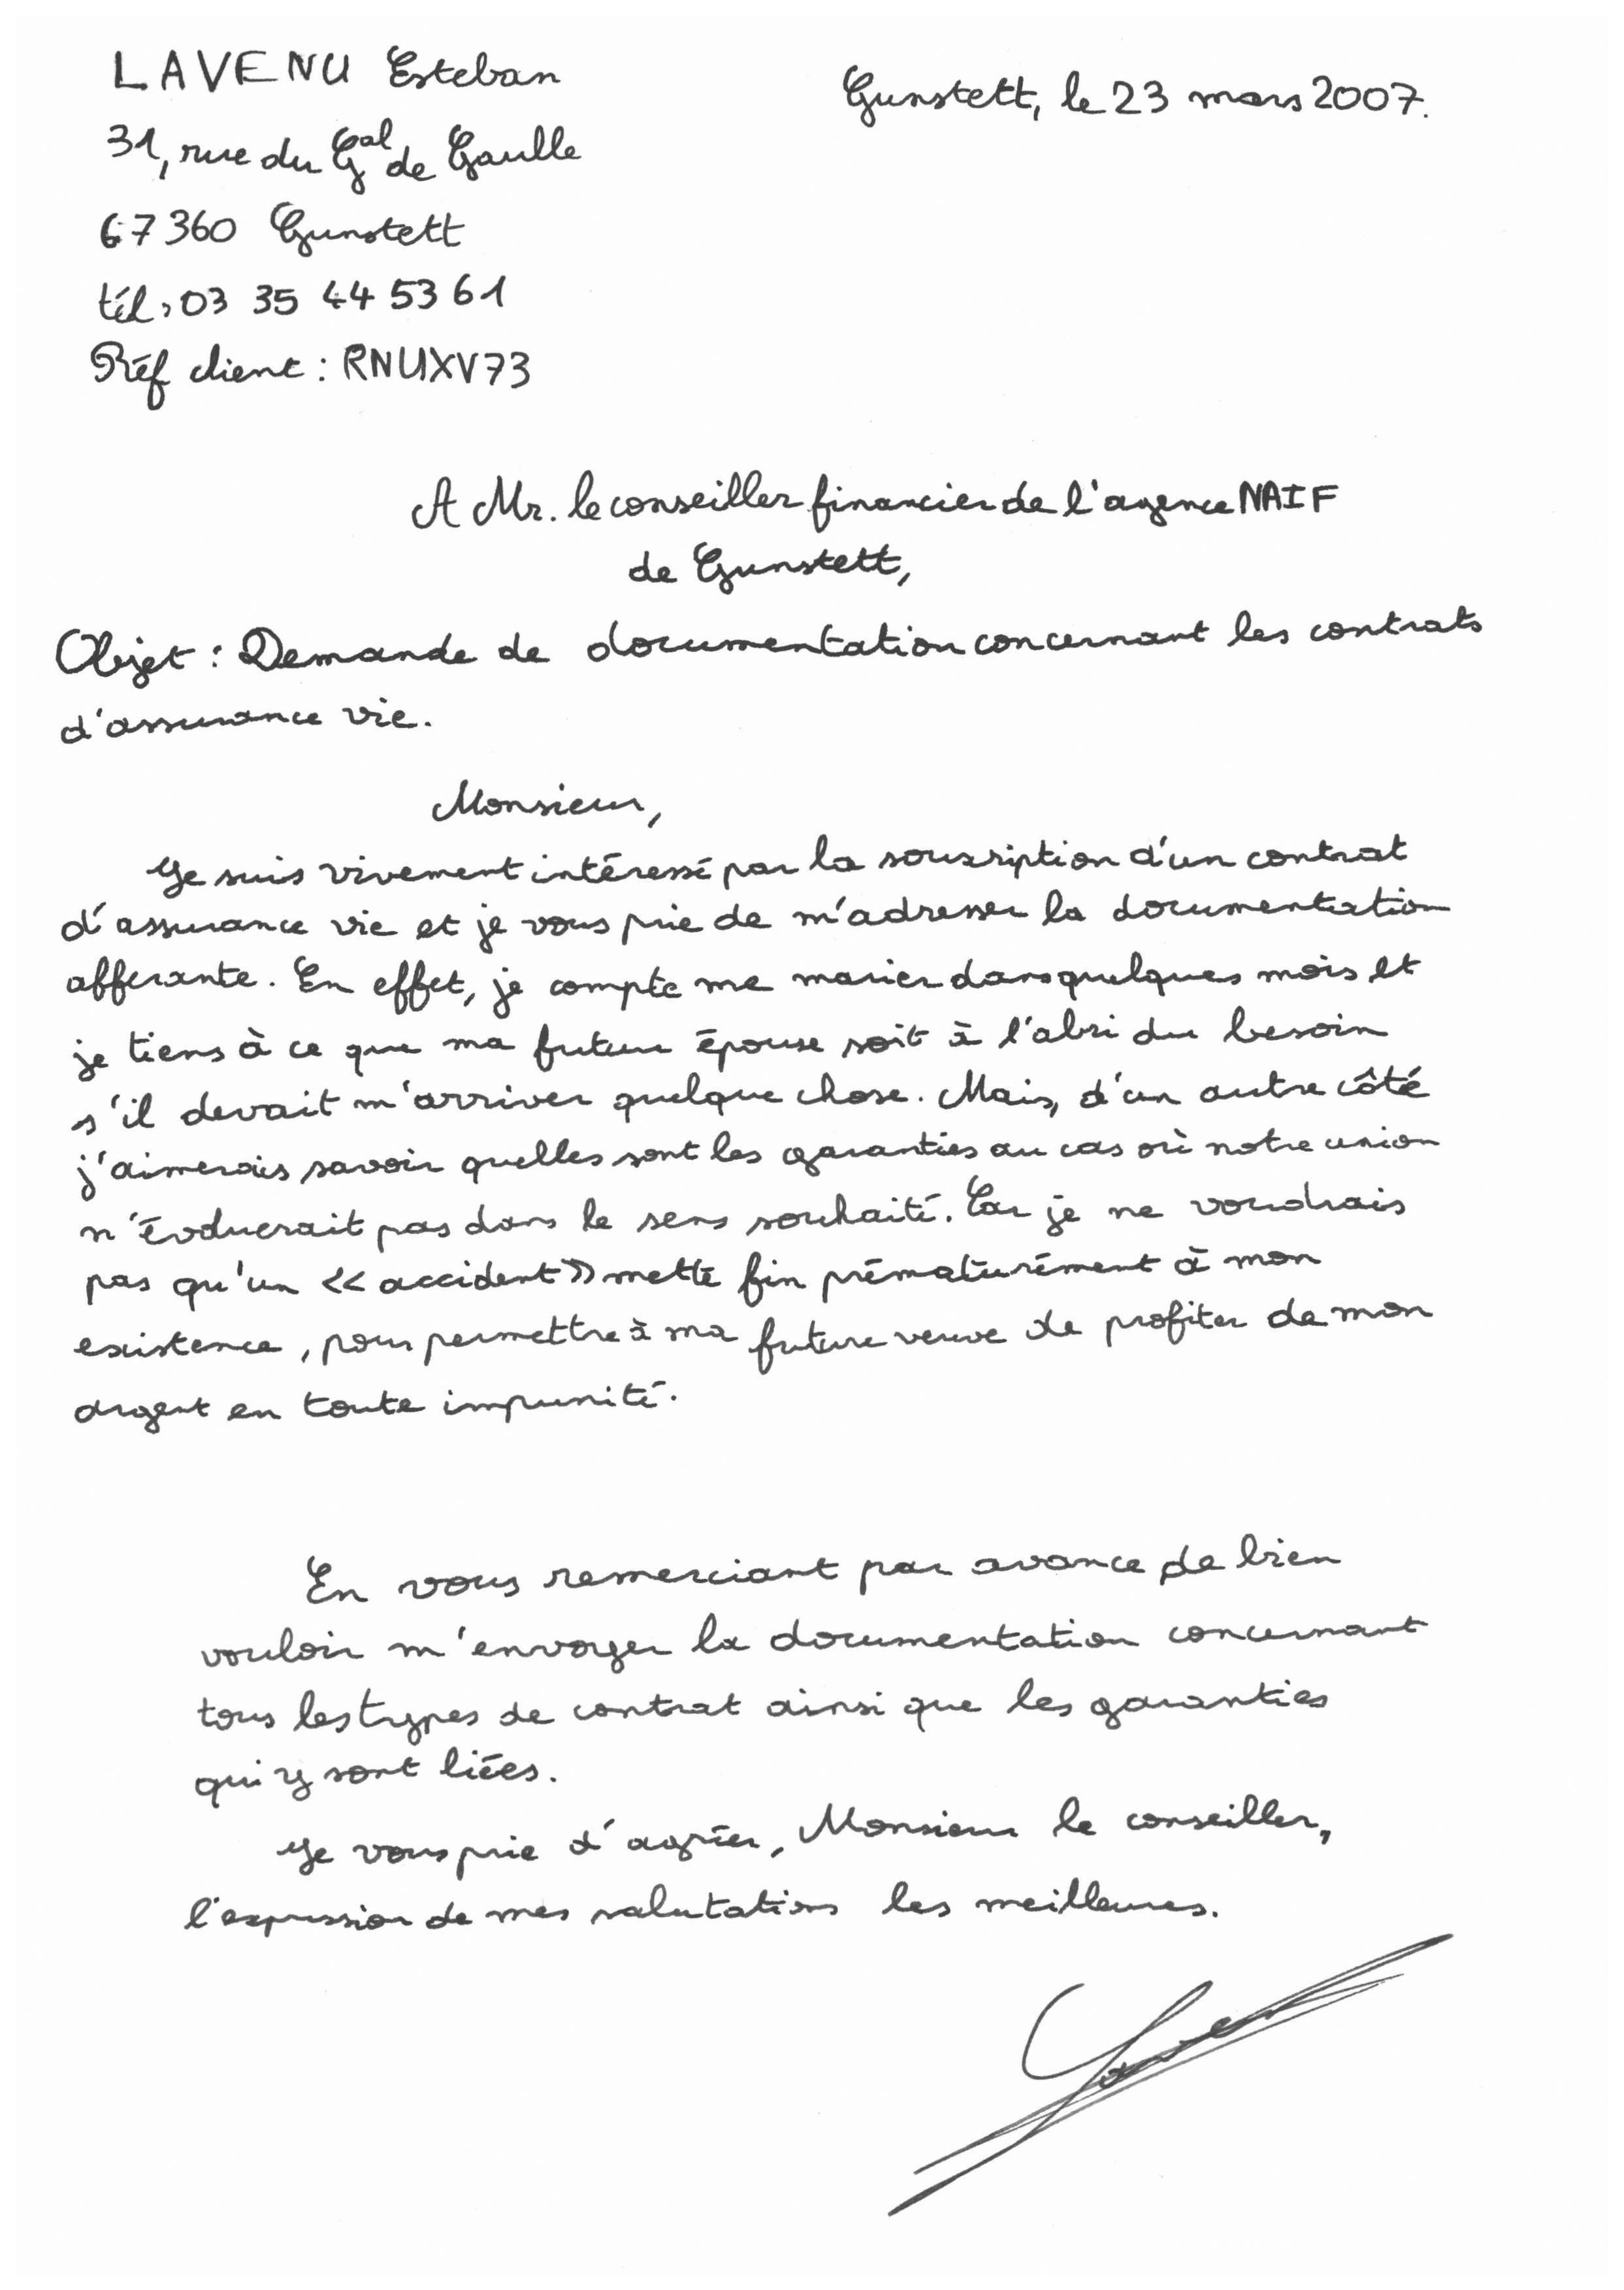 LAVENU Esteban
Gunstett, le 23 mars 2007.
31, rue du Gal de Gaulle
67360 Gunstett
tél : 03 35 44 53 61
Réf client : RNUXV73
A Mr. le conseiller financier de l'agence NAIF
de Gunstett,
Objet : Demande de documentation concernant les contrats
d'assurance vie.
Monsieur,
Je suis vivement intéressé par la souscription d'un contrat
d'assurance vie et je vous prie de m'adresser la documentation
afferante. En effet, je compte me marier dans quelques mois et
je tiens à ce que ma futur épouse soit à l'abri du besoin
s'il devait m'arriver quelque chose. Mais, d'un autre côté
j'aimerais savoir quelles sont les garanties au cas où notre union
n'évoluerait pas dans le sens souhaité. Car je ne voudrais
pas qu'un << accident >> mette fin prématurément à mon
existence, pour permettre à ma future veuve de profiter de mon
argent en toute impunité.
En vous remerciant par avance de bien
vouloir m'envoyer la documentation concernant
tous les types de contrat ainsi que les garanties
qui y sont liées.
Je vous prie d'agréer, Monsieur le conseiller,
l'expression de mes salutations les meilleures.